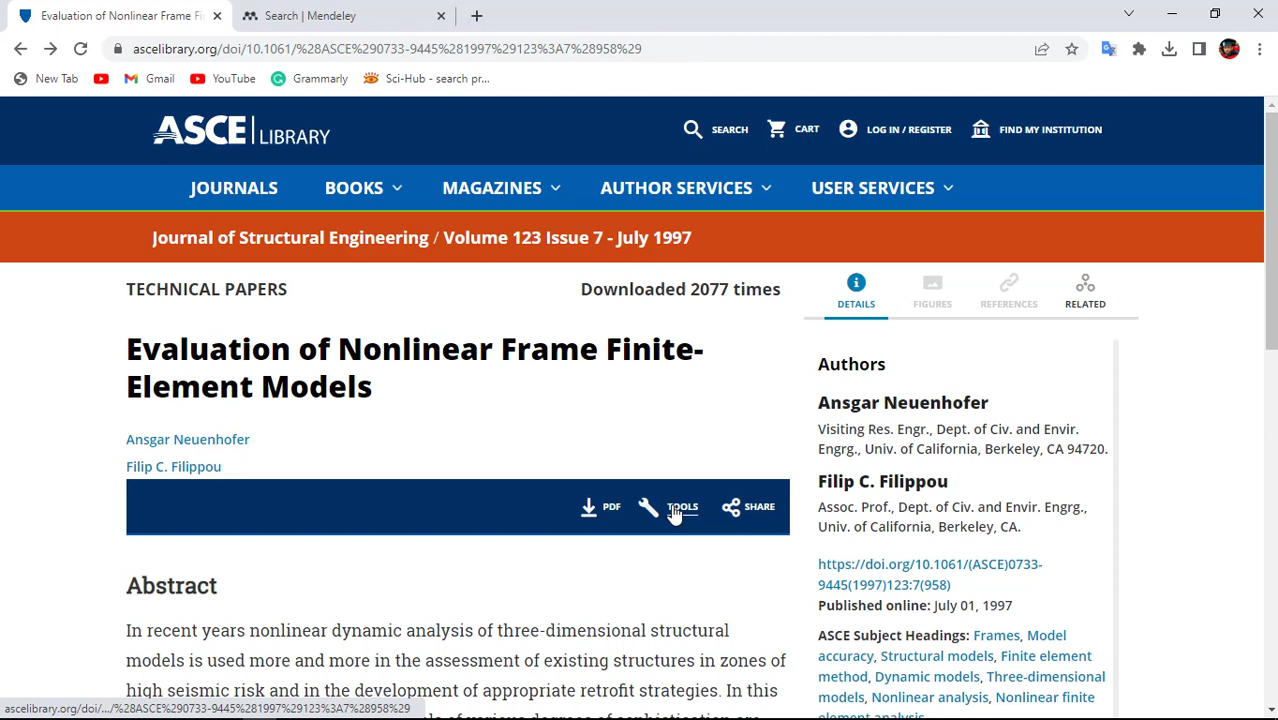 Evaluation of Nonlinear Frame Fi
Search | Mendeley
ascelibrary.org/doi/10.1061/%28ASCE%290733-9445%281997%29123%3A7%28958%29
New Tab
Gmail
YouTube
Grammarly
Sci-Hub - search pr...
ASCE LIBRARY
SEARCH
CART
LOG IN / REGISTER
FIND MY INSTITUTION
JOURNALS
BOOKS
MAGAZINES
AUTHOR SERVICES
USER SERVICES
Journal of Structural Engineering / Volume 123 Issue 7 - July 1997
TECHNICAL PAPERS
Downloaded 2077 times
Evaluation of Nonlinear Frame Finite-
Element Models
Ansgar Neuenhofer
Filip C. Filippou
PDF
TOOLS
SHARE
Abstract
In recent years nonlinear dynamic analysis of three-dimensional structural
models is used more and more in the assessment of existing structures in zones of
high seismic risk and in the development of appropriate retrofit strategies. In this
DETAILS
FIGURES
REFERENCES
RELATED
Authors
Ansgar Neuenhofer
Visiting Res. Engr., Dept. of Civ. and Envir.
Engrg., Univ. of California, Berkeley, CA 94720.
Filip C. Filippou
Assoc. Prof., Dept. of Civ. and Envir. Engrg.,
Univ. of California, Berkeley, CA.
https://doi.org/10.1061/(ASCE)0733-
9445(1997)123:7(958)
Published online: July 01, 1997
ASCE Subject Headings: Frames, Model
accuracy, Structural models, Finite element
method, Dynamic models, Three-dimensional
models, Nonlinear analysis, Nonlinear finite
element analysis
ascelibrary.org/doi/.../%28ASCE%290733-9445%281997%29123%3A7%28958%29